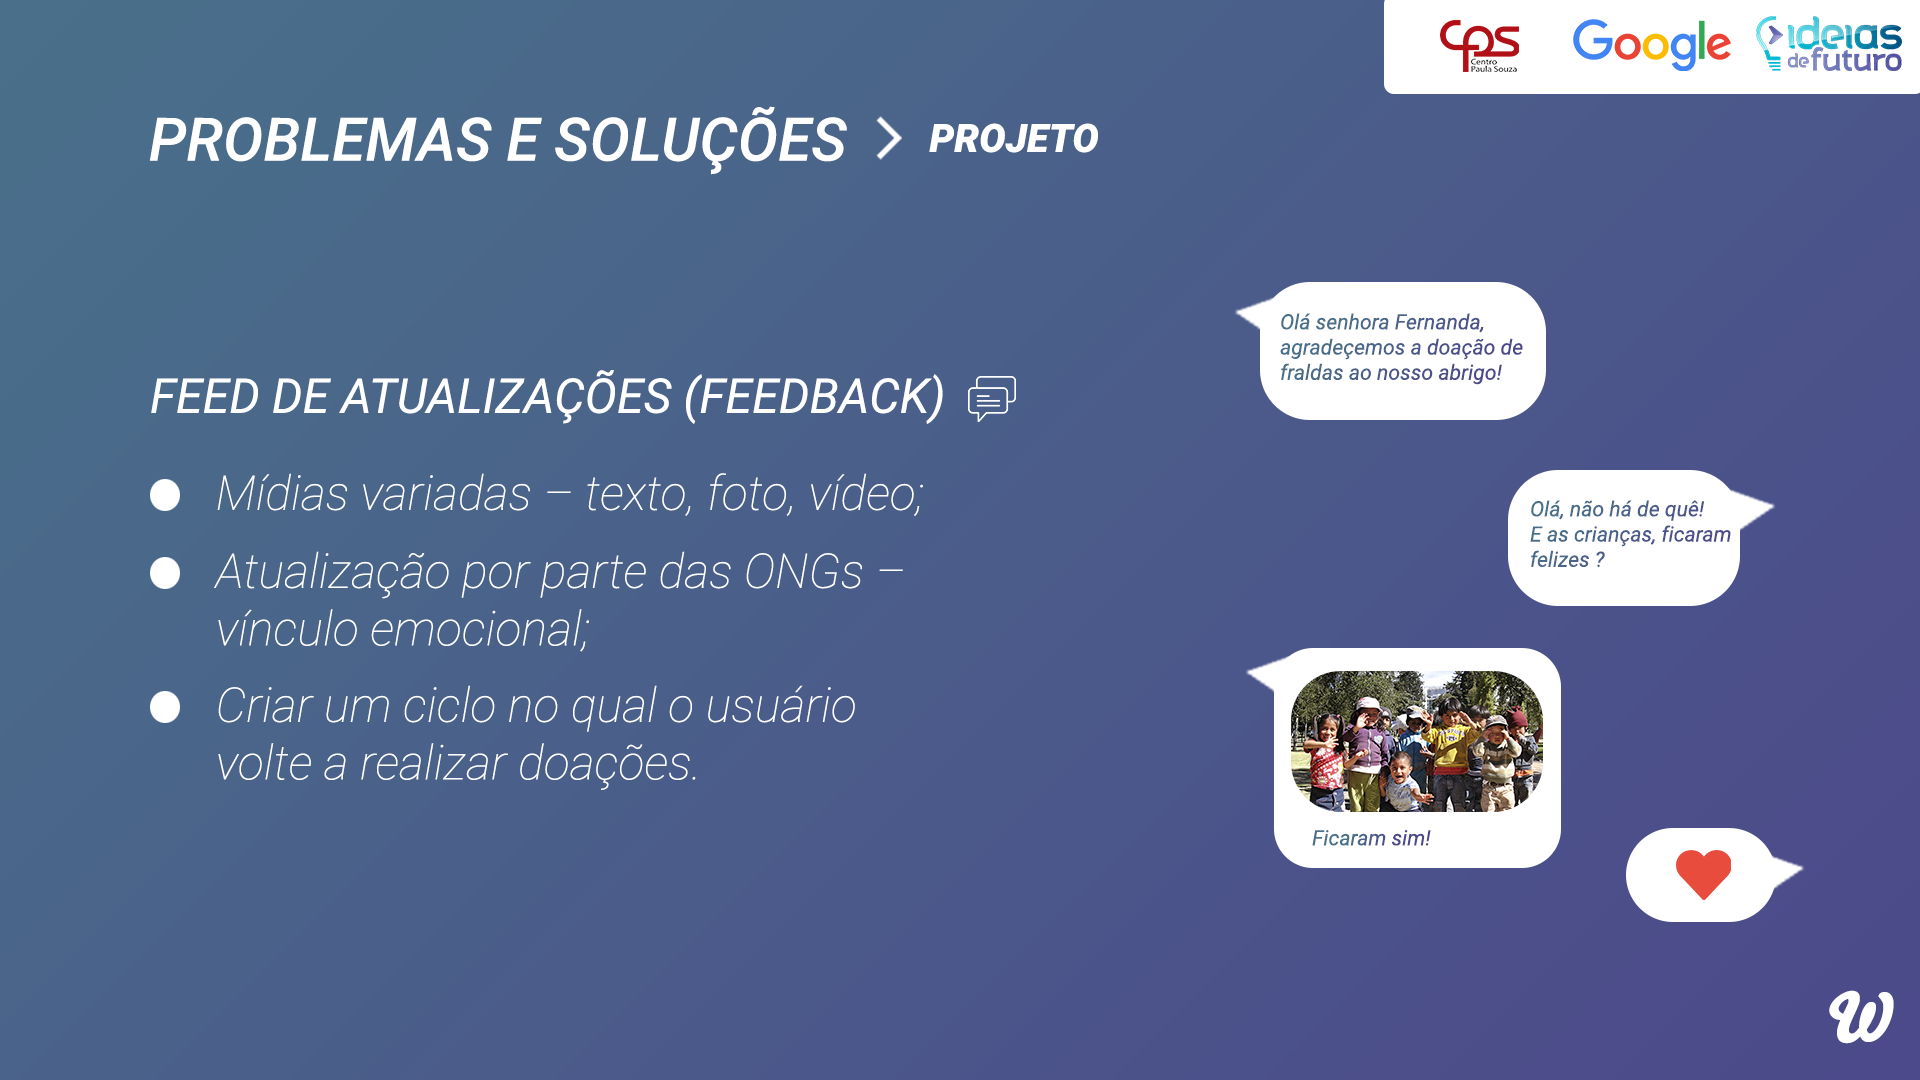 cps
Centro
Paula Souza
Google
ideias
de futuro
PROBLEMAS E SOLUÇÕES > PROJETO
FEED DE ATUALIZAÇÕES (FEEDBACK)
● Mídias variadas – texto, foto, vídeo;
● Atualização por parte das ONGs –
vínculo emocional;
● Criar um ciclo no qual o usuário
volte a realizar doações.
Olá senhora Fernanda,
agradeçemos a doação de
fraldas ao nosso abrigo!
Olá, não há de quê!
E as crianças, ficaram
felizes ?
Ficaram sim!
W